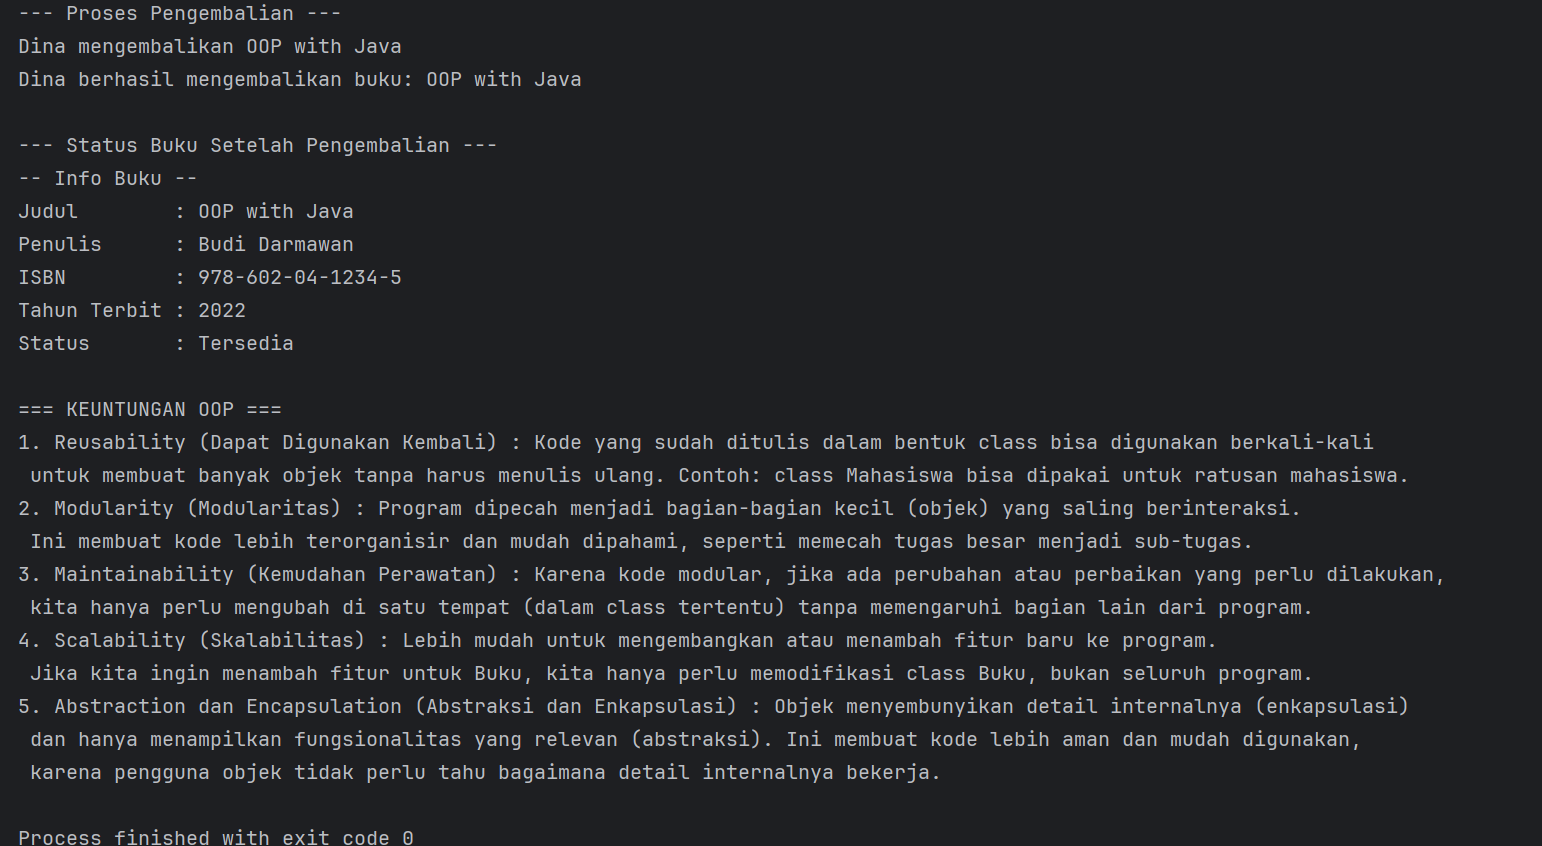 --- Proses Pengembalian ---
Dina mengembalikan OOP with Java
Dina berhasil mengembalikan buku: OOP with Java
--- Status Buku Setelah Pengembalian ---
-- Info Buku --
Judul        : OOP with Java
Penulis      : Budi Darmawan
ISBN         : 978-602-04-1234-5
Tahun Terbit : 2022
Status       : Tersedia
=== KEUNTUNGAN OOP ===
1. Reusability (Dapat Digunakan Kembali) : Kode yang sudah ditulis dalam bentuk class bisa digunakan berkali-kali
 untuk membuat banyak objek tanpa harus menulis ulang. Contoh: class Mahasiswa bisa dipakai untuk ratusan mahasiswa.
2. Modularity (Modularitas) : Program dipecah menjadi bagian-bagian kecil (objek) yang saling berinteraksi.
 Ini membuat kode lebih terorganisir dan mudah dipahami, seperti memecah tugas besar menjadi sub-tugas.
3. Maintainability (Kemudahan Perawatan) : Karena kode modular, jika ada perubahan atau perbaikan yang perlu dilakukan,
 kita hanya perlu mengubah di satu tempat (dalam class tertentu) tanpa memengaruhi bagian lain dari program.
4. Scalability (Skalabilitas) : Lebih mudah untuk mengembangkan atau menambah fitur baru ke program.
 Jika kita ingin menambah fitur untuk Buku, kita hanya perlu memodifikasi class Buku, bukan seluruh program.
5. Abstraction dan Encapsulation (Abstraksi dan Enkapsulasi) : Objek menyembunyikan detail internalnya (enkapsulasi)
 dan hanya menampilkan fungsionalitas yang relevan (abstraksi). Ini membuat kode lebih aman dan mudah digunakan,
 karena pengguna objek tidak perlu tahu bagaimana detail internalnya bekerja.
Process finished with exit code 0